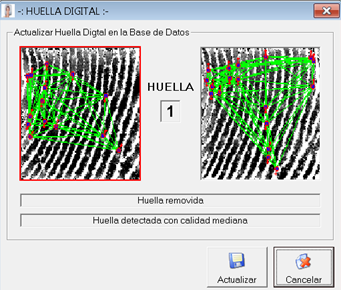 -: HUELLA DIGITAL :-
Actualizar Huella Digtal en la Base de Datos
HUELLA
1
Huella removida
Huella detectada con calidad mediana
Actualizar
Cancelar